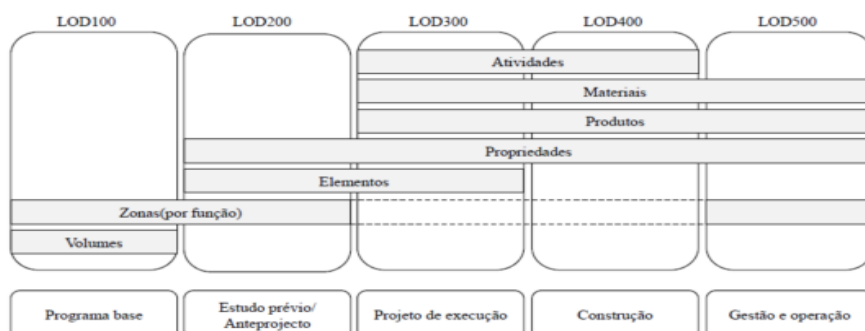 LOD100
LOD200
LOD300
LOD400
LOD500
Atividades
Materiais
Produtos
Propriedades
Elementos
Zonas(por função)
Volumes
Programa base
Estudo prévio/
Anteprojecto
Projeto de execução
Construção
Gestão e operação